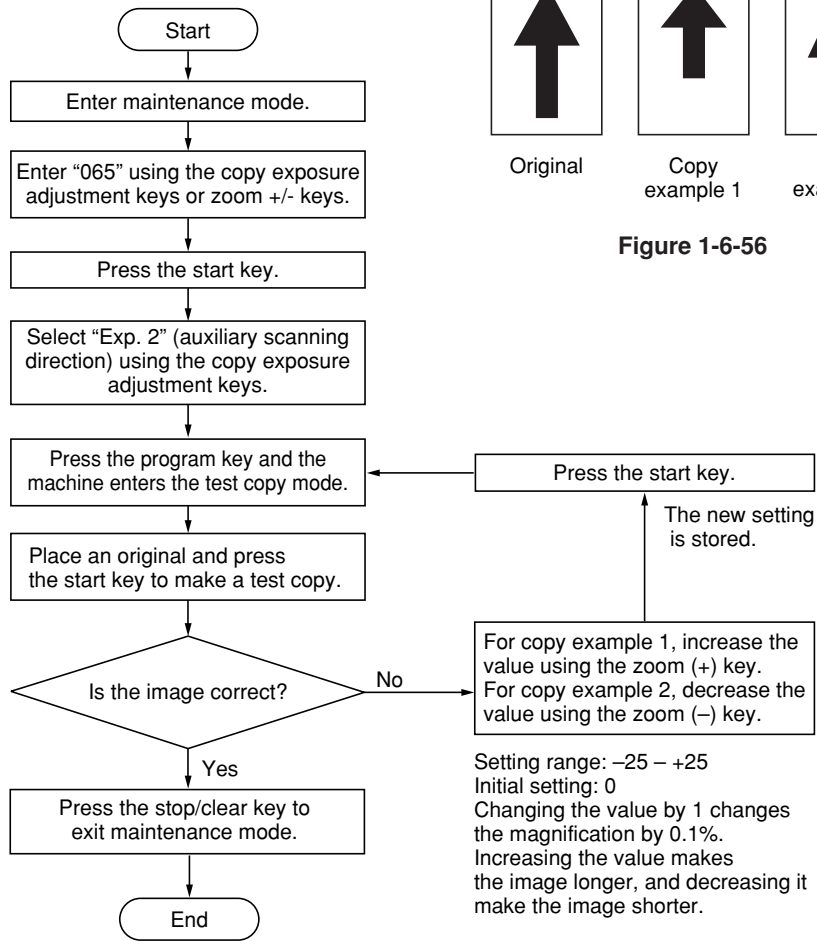 Start
Enter maintenance mode.
Enter “065” using the copy exposure
adjustment keys or zoom +/- keys.
Press the start key.
Select “Exp. 2” (auxiliary scanning
direction) using the copy exposure
adjustment keys.
Press the program key and the
machine enters the test copy mode.
Place an original and press
the start key to make a test copy.
Is the image correct?
No
Yes
Press the stop/clear key to
exit maintenance mode.
End
Original
Copy
example 1
Figure 1-6-56
Press the start key.
The new setting
is stored.
For copy example 1, increase the
value using the zoom (+) key.
For copy example 2, decrease the
value using the zoom (–) key.
Setting range: –25 – +25
Initial setting: 0
Changing the value by 1 changes
the magnification by 0.1%.
Increasing the value makes
the image longer, and decreasing it
make the image shorter.